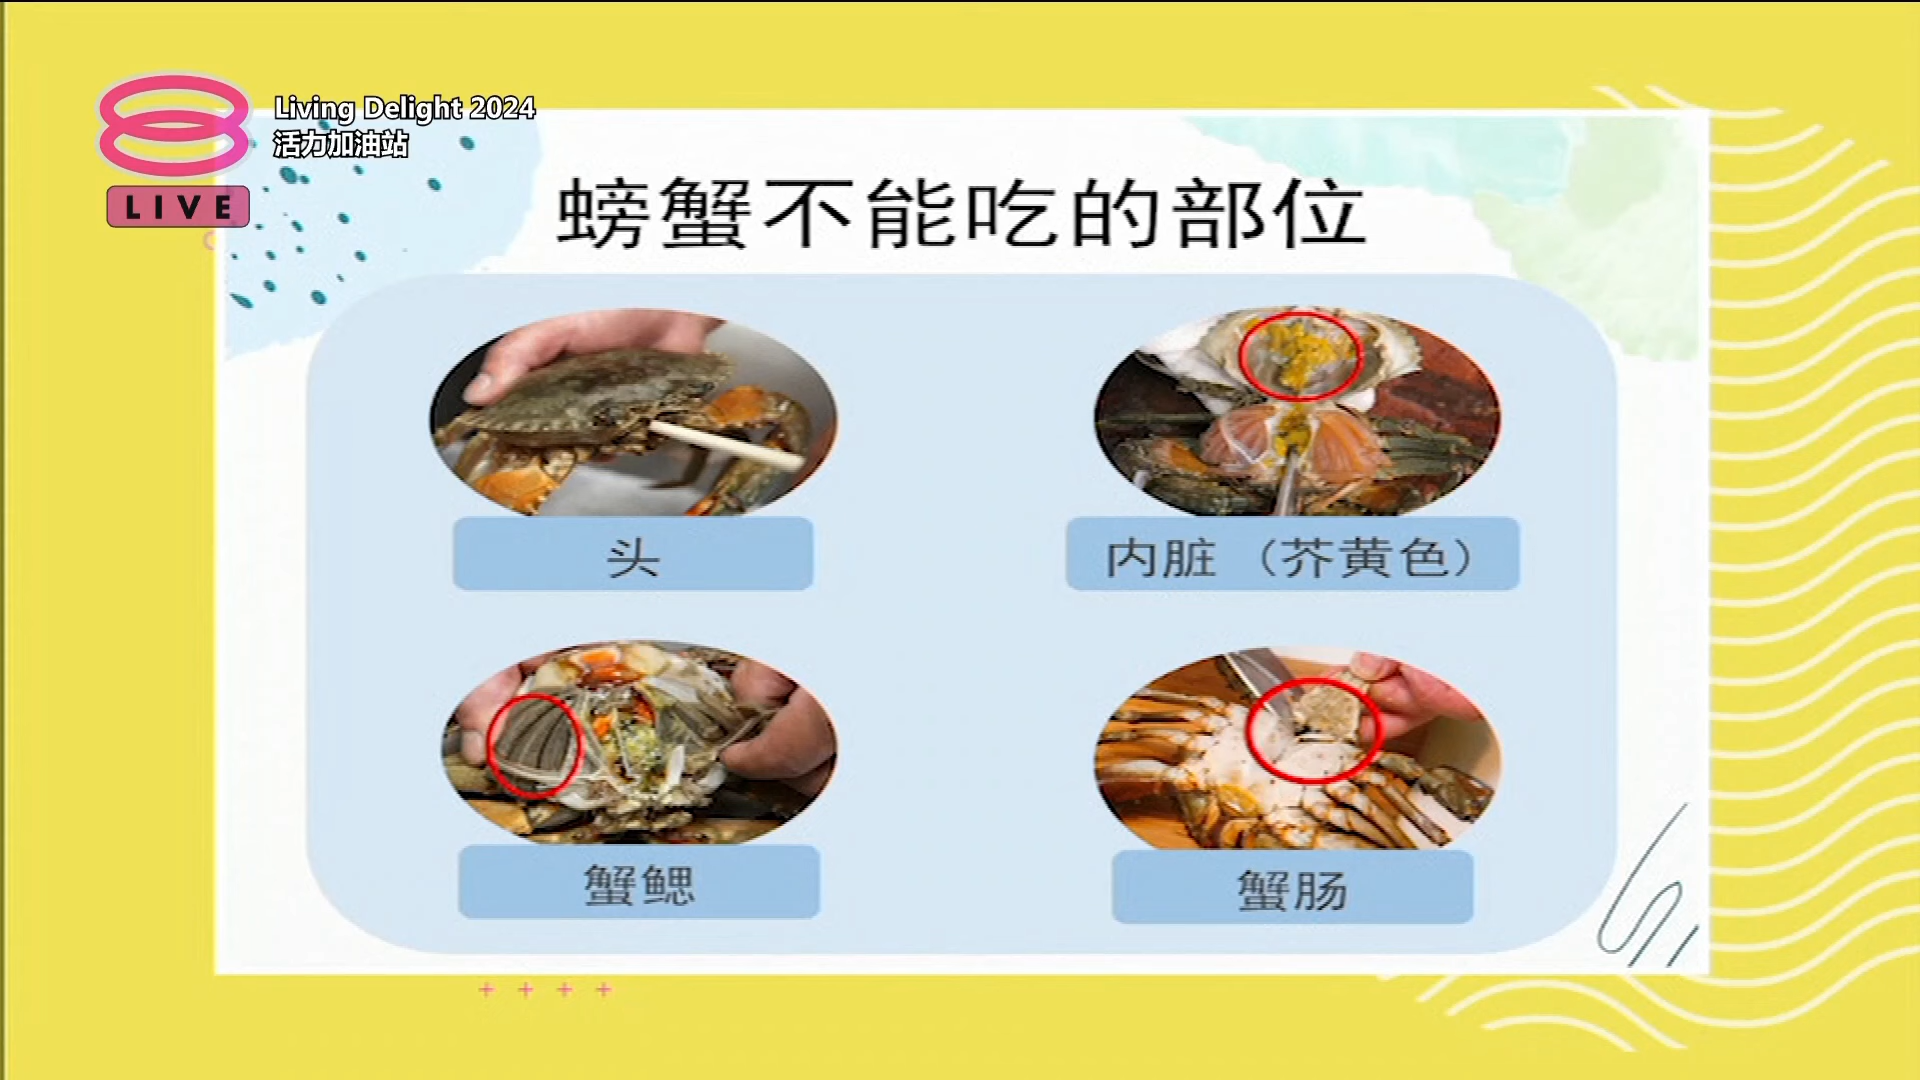 Living Delight 2024
活力加油站
LIVE
螃蟹不能吃的部位
头
内脏（芥黄色）
蟹鳃
蟹肠